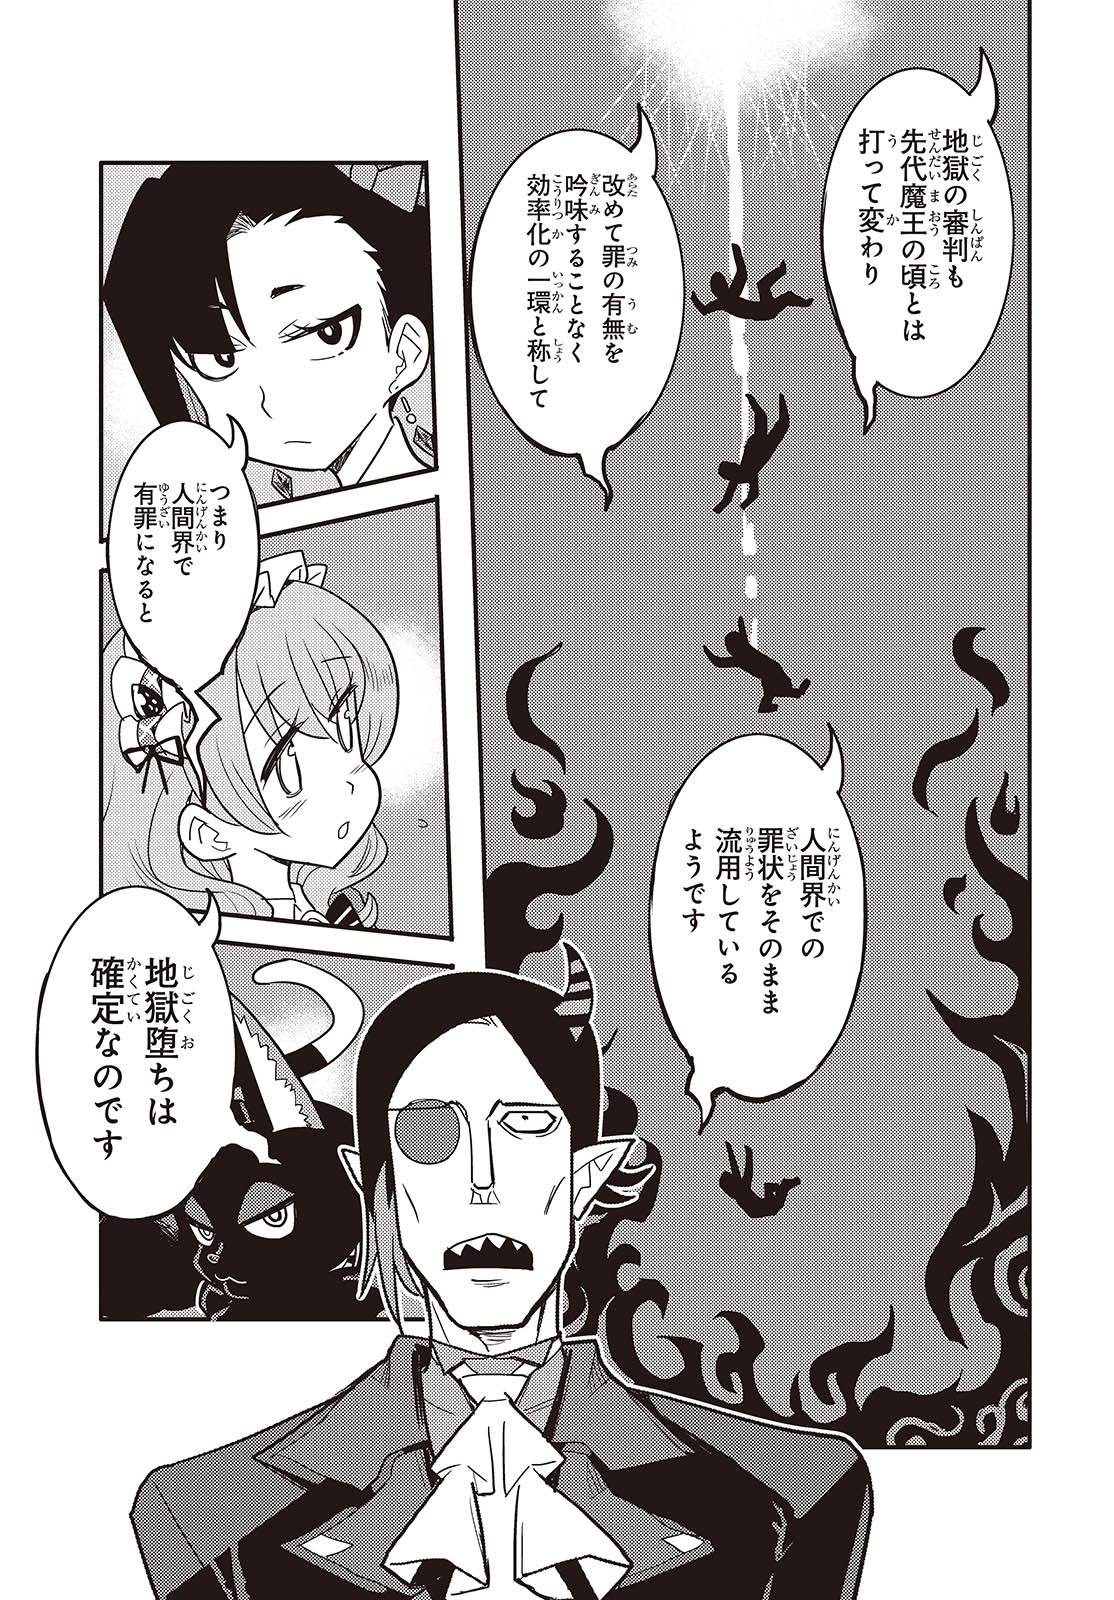 地獄の審判も
先代魔王の頃とは
打って変わり
改めて罪の有無を
吟味することなく
効率化の一環と称して
人間界での
罪状をそのまま
流用している
ようです
つまり
人間界で
有罪になると
地獄堕ちは
確定なのです